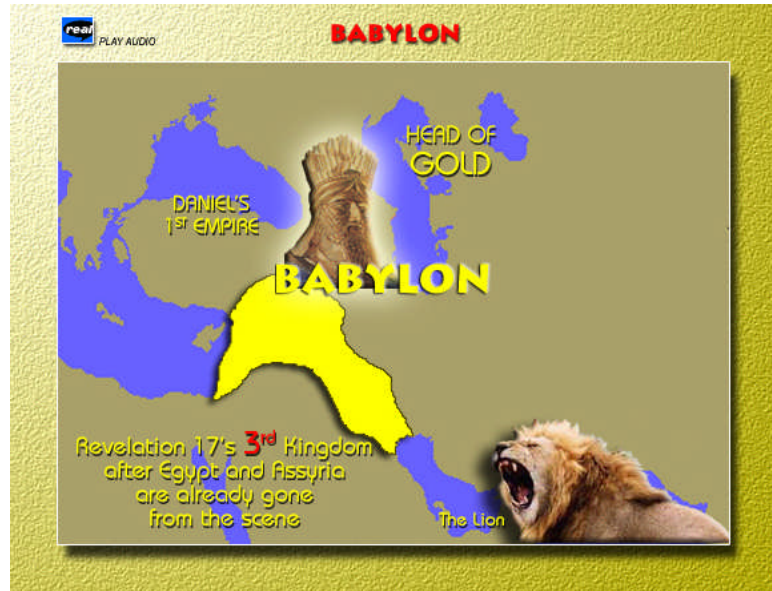 real PLAY AUDIO
BABYLON
HEAD OF
GOLD
DANIEL'S
1ST EMPIRE
BABYLON
Revelation 17's 3rd Kingdom
after Egypt and Assyria
are already gone
from the scene
The Lion